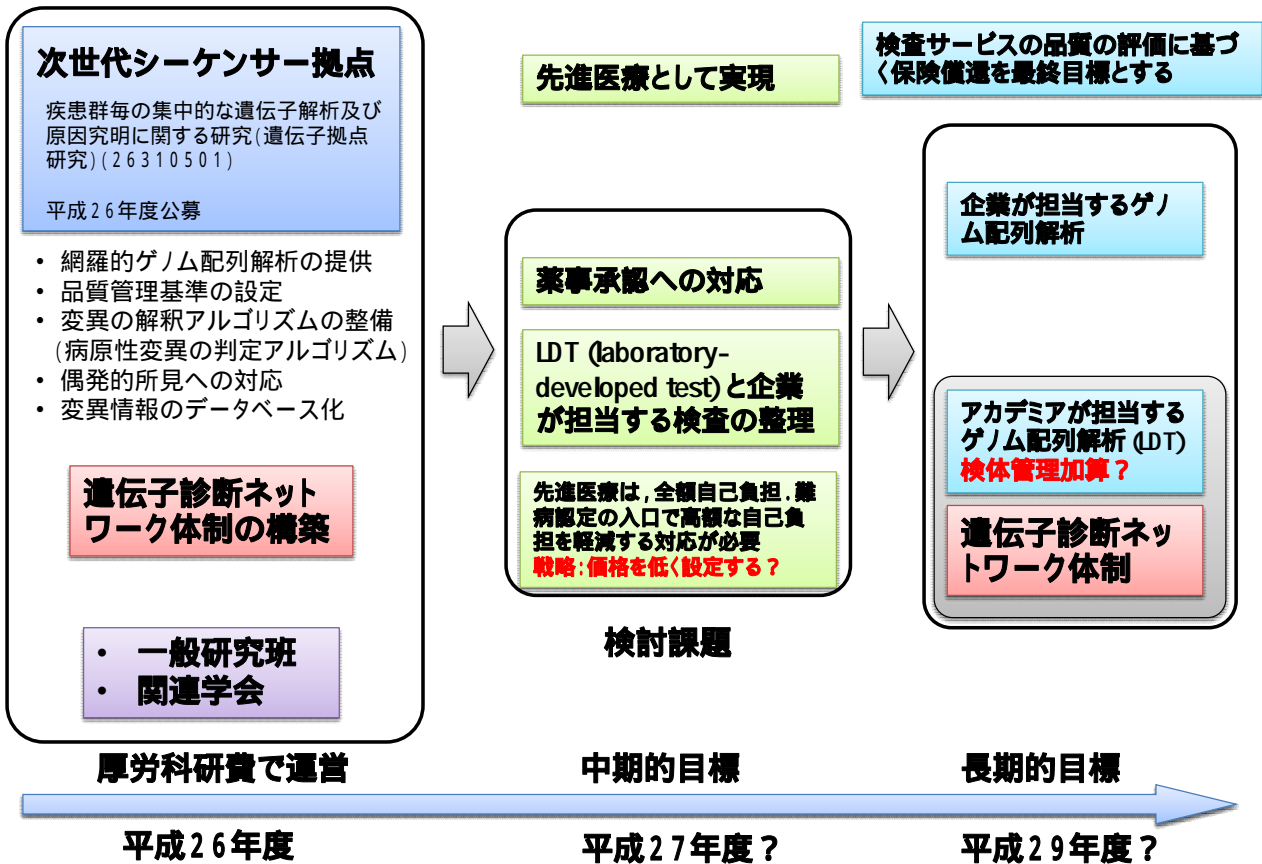 次世代シーケンサー拠点
疾患群毎の集中的な遺伝子解析及び
原因究明に関する研究(遺伝子拠点
研究)(26310501)
平成26年度公募
• 網羅的ゲノム配列解析の提供
• 品質管理基準の設定
• 変異の解釈アルゴリズムの整備
(病原性変異の判定アルゴリズム)
• 偶発的所見への対応
• 変異情報のデータベース化
遺伝子診断ネット
ワーク体制の構築
• 一般研究班
• 関連学会
厚労科研費で運営
平成26年度
先進医療として実現
薬事承認への対応
LDT (laboratory-
developed test)と企業
が担当する検査の整理
先進医療は,全額自己負担.難
病認定の入口で高額な自己負
担を軽減する対応が必要
戦略:価格を低く設定する?
検討課題
中期的目標
平成27年度?
検査サービスの品質の評価に基づ
く保険償還を最終目標とする
企業が担当するゲノ
ム配列解析
アカデミアが担当する
ゲノム配列解析(LDT)
検体管理加算?
遺伝子診断ネッ
トワーク体制
長期的目標
平成29年度?